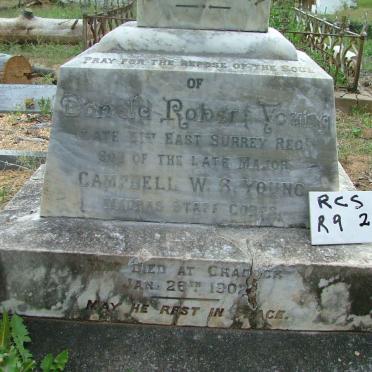 PRAY FOR THE REPOSE OF THE SOUL
OF
Donald Robert Young
LATE 31ST EAST SURREY REGT
SON OF THE LATE MAJOR
CAMPBELL W. R. YOUNG
MADRAS STAFF CORPS
DIED AT CRADOCK
JAN. 26TH
MAY HE REST IN PEACE.
RCS
R9 2